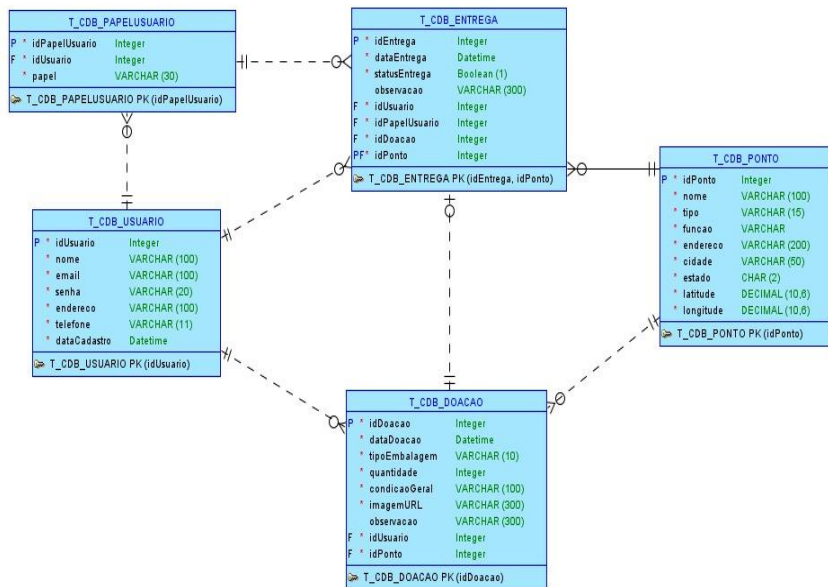 T_CDB_PAPELUSUARIO
P * idPapelUsuario Integer
F * idUsuario Integer
* papel VARCHAR (30)
T_CDB_PAPELUSUARIO PK (idPapelUsuario)
T_CDB_ENTREGA
P * idEntrega Integer
* dataEntrega Datetime
* statusEntrega Boolean (1)
observacao VARCHAR (300)
F * idUsuario Integer
F * idPapelUsuario Integer
F * idDoacao Integer
PF * idPonto Integer
T_CDB_ENTREGA PK (idEntrega, idPonto)
T_CDB_PONTO
P * idPonto Integer
* nome VARCHAR (100)
* tipo VARCHAR (15)
* funcao VARCHAR
* endereco VARCHAR (200)
* cidade VARCHAR (50)
* estado CHAR (2)
* latitude DECIMAL (10,6)
* longitude DECIMAL (10,6)
T_CDB_PONTO PK (idPonto)
T_CDB_USUARIO
P * idUsuario Integer
* nome VARCHAR (100)
* email VARCHAR (100)
* senha VARCHAR (20)
* endereco VARCHAR (100)
* telefone VARCHAR (11)
* dataCadastro Datetime
T_CDB_USUARIO PK (idUsuario)
T_CDB_DOACAO
P * idDoacao Integer
* dataDoacao Datetime
* tipoEmbalagem VARCHAR (10)
* quantidade Integer
* condicaoGeral VARCHAR (100)
* imagemURL VARCHAR (300)
observacao VARCHAR (300)
F * idUsuario Integer
F * idPonto Integer
T_CDB_DOACAO PK (idDoacao)